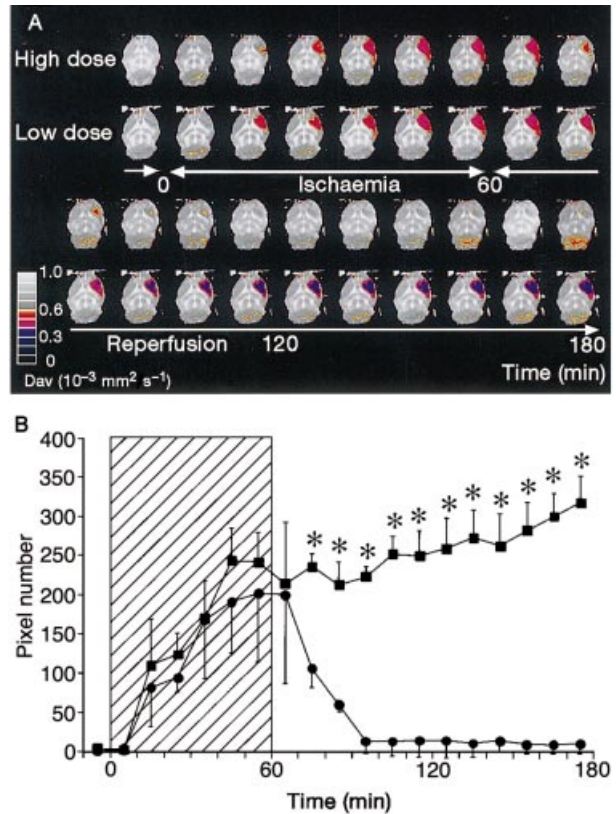 A
High dose
Low dose
0 Ischaemia 60
1.0
0.6
0.3
0
Reperfusion 120 180
Time (min)
Dav (10⁻³ mm² s⁻¹)
B
400
350
300
250
200
150
100
50
0
Pixel number
* * * * * * * * * * *
0 60 120 180
Time (min)